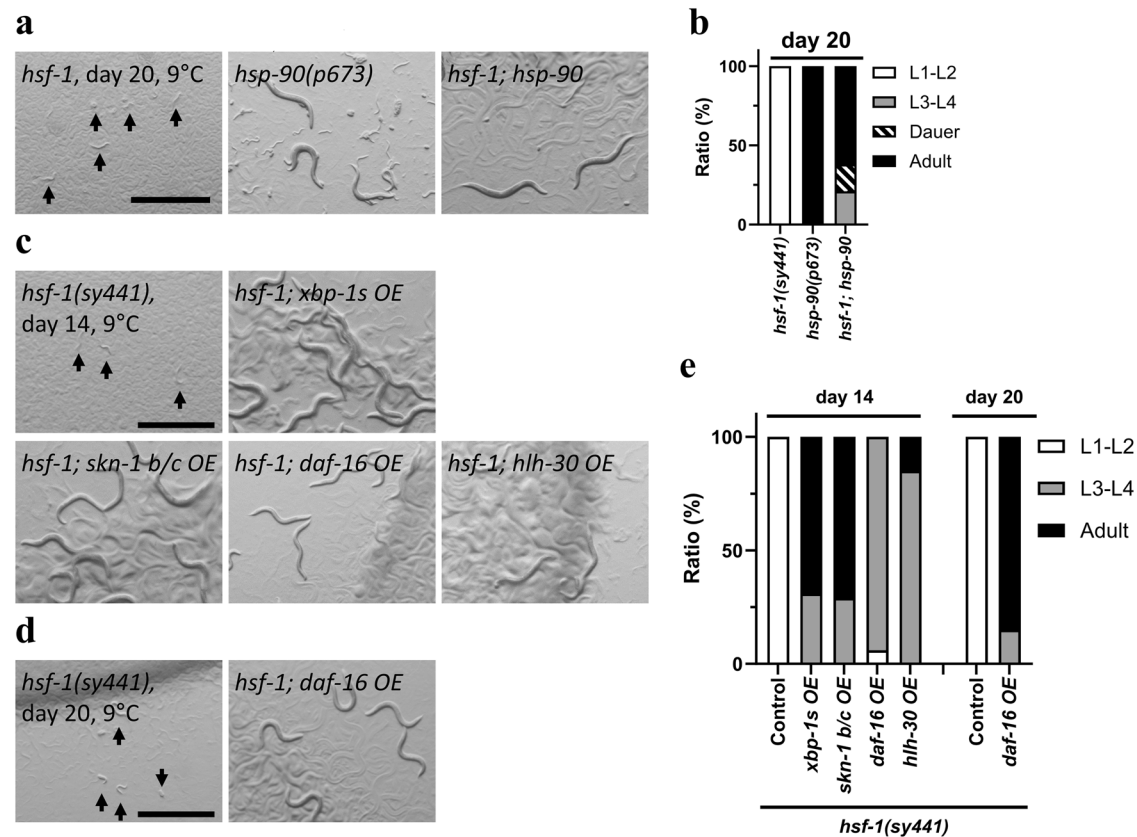 a
hsf-1, day 20, 9°C
hsp-90(p673)
hsf-1; hsp-90
b
day 20
100
50
0
Ratio (%)
L1-L2
L3-L4
Dauer
Adult
hsf-1(sy441)
hsp-90(p673)
hsf-1; hsp-90
c
hsf-1(sy441),
day 14, 9°C
hsf-1; xbp-1s OE
hsf-1; skn-1 b/c OE
hsf-1; daf-16 OE
hsf-1; hlh-30 OE
d
hsf-1(sy441),
day 20, 9°C
hsf-1; daf-16 OE
e
day 14
day 20
100
50
0
Ratio (%)
L1-L2
L3-L4
Adult
Control
xbp-1s OE
skn-1 b/c OE
daf-16 OE
hlh-30 OE
Control
daf-16 OE
hsf-1(sy441)